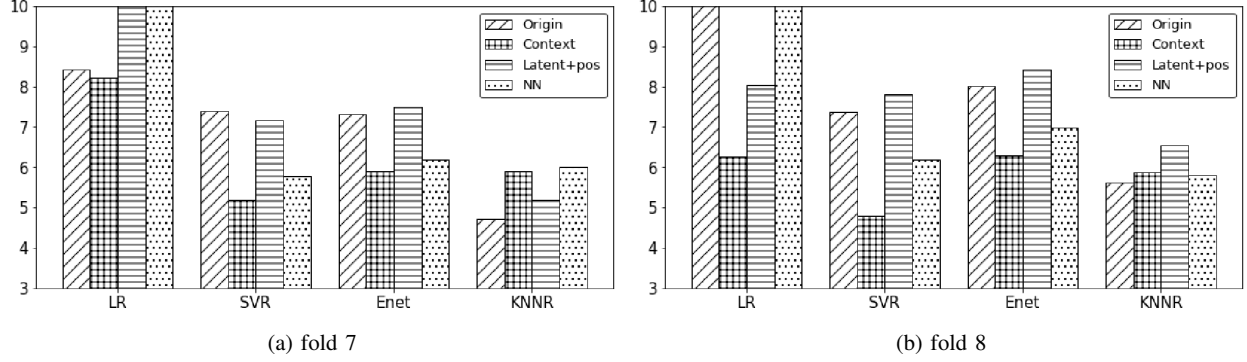 10
9
8
7
6
5
4
3
LR SVR Enet KNNR
Origin
Context
Latent+pos
NN
(a) fold 7
10
9
8
7
6
5
4
3
LR SVR Enet KNNR
Origin
Context
Latent+pos
NN
(b) fold 8